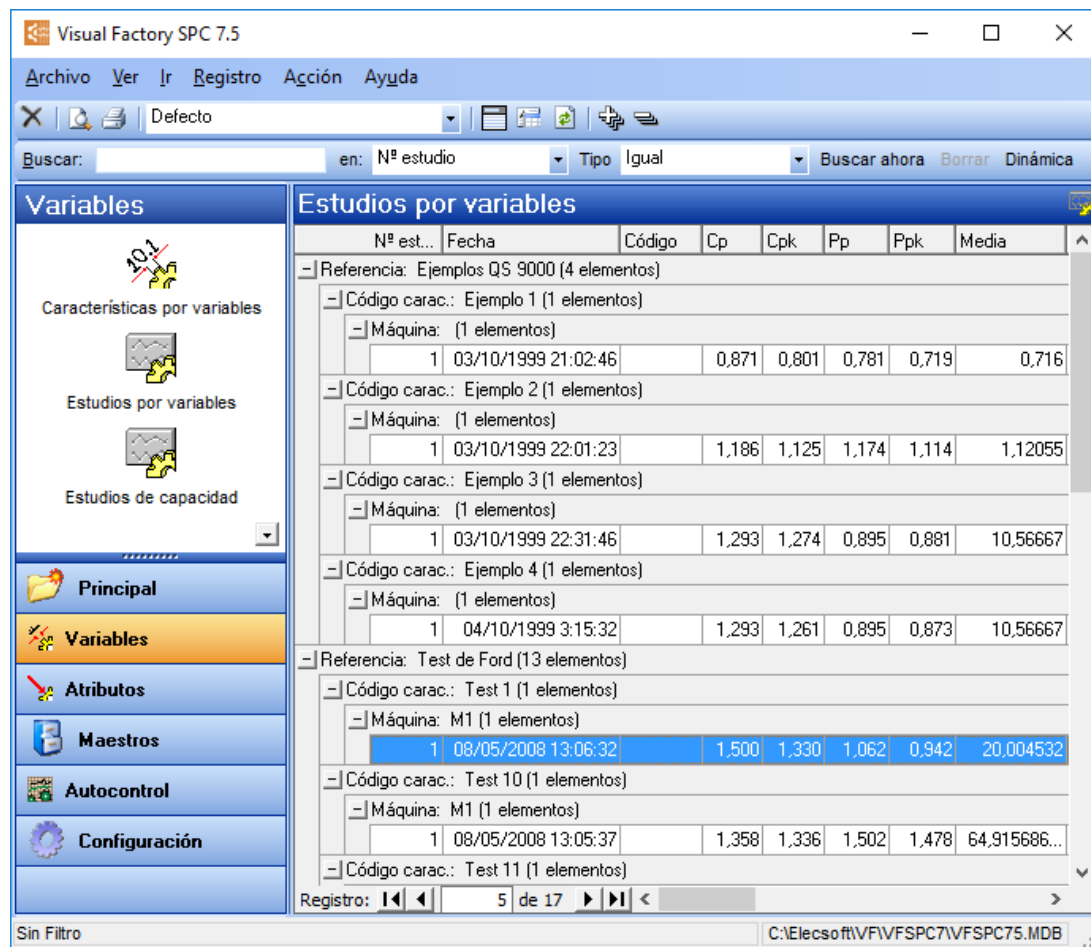 Visual Factory SPC 7.5
Archivo Ver Ir Registro Acción Ayuda
Defecto
Buscar: en: Nº estudio Tipo Igual Buscar ahora Borrar Dinámica
Variables
Características por variables
Estudios por variables
Estudios de capacidad
Principal
Variables
Atributos
Maestros
Autocontrol
Configuración
Estudios por variables
Nº est... Fecha Código Cp Cpk Pp Ppk Media
Referencia: Ejemplos QS 9000 (4 elementos)
Código carac.: Ejemplo 1 (1 elementos)
Máquina: (1 elementos)
1 03/10/1999 21:02:46 0,871 0,801 0,781 0,719 0,716
Código carac.: Ejemplo 2 (1 elementos)
Máquina: (1 elementos)
1 03/10/1999 22:01:23 1,186 1,125 1,174 1,114 1,12055
Código carac.: Ejemplo 3 (1 elementos)
Máquina: (1 elementos)
1 03/10/1999 22:31:46 1,293 1,274 0,895 0,881 10,56667
Código carac.: Ejemplo 4 (1 elementos)
Máquina: (1 elementos)
1 04/10/1999 3:15:32 1,293 1,261 0,895 0,873 10,56667
Referencia: Test de Ford (13 elementos)
Código carac.: Test 1 (1 elementos)
Máquina: M1 (1 elementos)
1 08/05/2008 13:06:32 1,500 1,330 1,062 0,942 20,004532
Código carac.: Test 10 (1 elementos)
Máquina: M1 (1 elementos)
1 08/05/2008 13:05:37 1,358 1,336 1,502 1,478 64,915686...
Código carac.: Test 11 (1 elementos)
Registro: 5 de 17
Sin Filtro C:\Elecsoft\VF\VFSPC7\VFSPC75.MDB